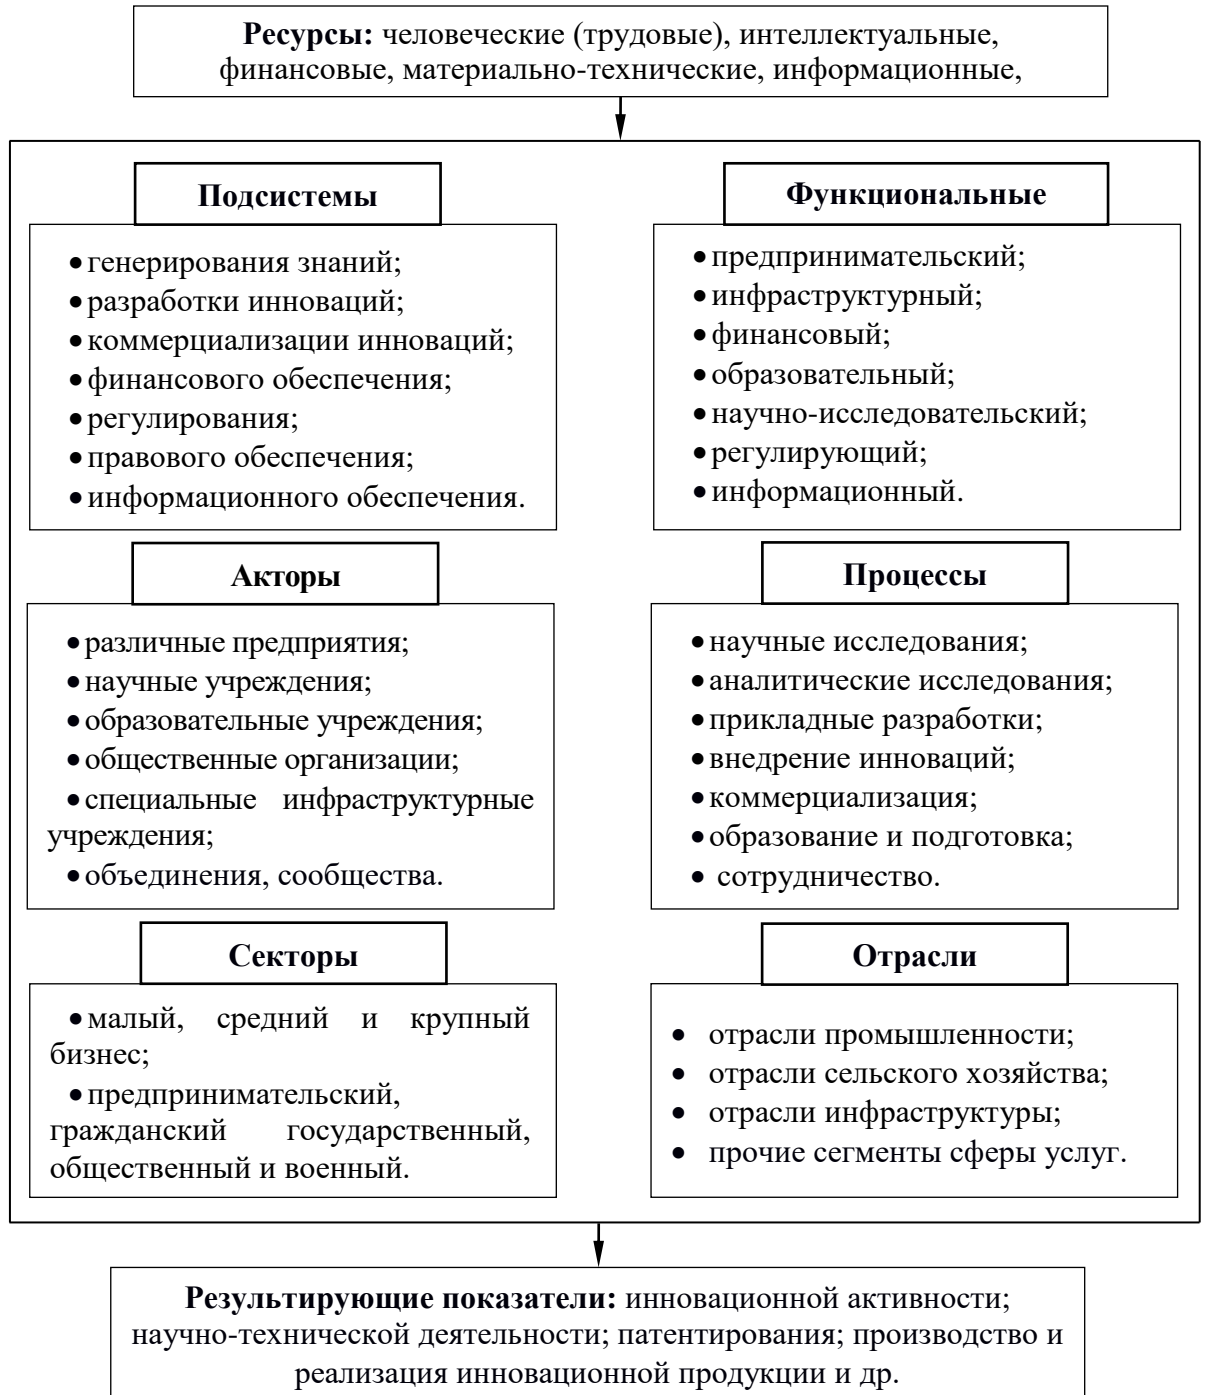 Ресурсы: человеческие (трудовые), интеллектуальные,
финансовые, материально-технические, информационные,
Подсистемы
•генерирования знаний;
•разработки инноваций;
•коммерциализации инноваций;
•финансового обеспечения;
•регулирования;
•правового обеспечения;
•информационного обеспечения.
Функциональные
•предпринимательский;
•инфраструктурный;
•финансовый;
•образовательный;
•научно-исследовательский;
•регулирующий;
•информационный.
Акторы
•различные предприятия;
•научные учреждения;
•образовательные учреждения;
•общественные организации;
•специальные инфраструктурные
учреждения;
•объединения, сообщества.
Процессы
•научные исследования;
•аналитические исследования;
•прикладные разработки;
•внедрение инноваций;
•коммерциализация;
•образование и подготовка;
• сотрудничество.
Секторы
•малый, средний и крупный
бизнес;
•предпринимательский,
гражданский государственный,
общественный и военный.
Отрасли
• отрасли промышленности;
• отрасли сельского хозяйства;
• отрасли инфраструктуры;
• прочие сегменты сферы услуг.
Результирующие показатели: инновационной активности;
научно-технической деятельности; патентирования; производство и
реализация инновационной продукции и др.